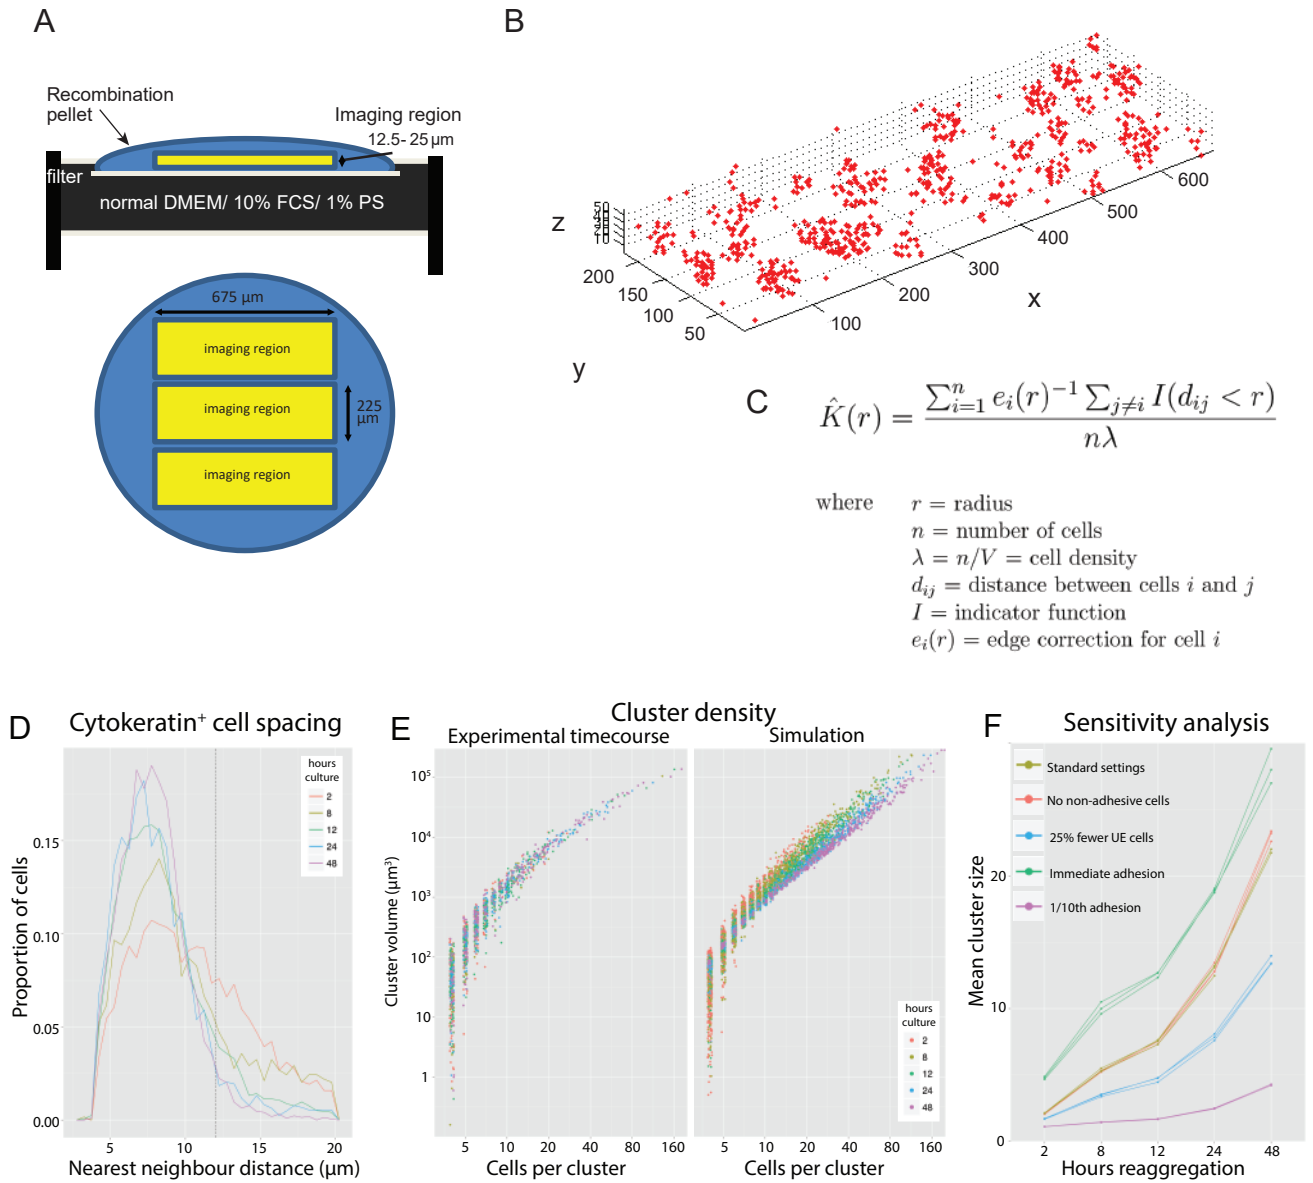 A
Recombination
pellet
Imaging region
12.5- 25 µm
filter
normal DMEM/ 10% FCS/ 1% PS
675 µm
imaging region
imaging region
225
µm
imaging region
B
z
50
10
200
150
100
50
y
100
200
300
400
500
600
x
C
K̂(r) = ∑ⁿᵢ₌₁ eᵢ(r)⁻¹ ∑ⱼ≠ᵢ I(dᵢⱼ < r)
nλ
where r = radius
n = number of cells
λ = n/V = cell density
dᵢⱼ = distance between cells i and j
I = indicator function
eᵢ(r) = edge correction for cell i
D
Cytokeratin⁺ cell spacing
hours
culture
2
8
12
24
48
Proportion of cells
0.15
0.10
0.05
0.00
5 10 15 20
Nearest neighbour distance (µm)
E
Cluster density
Experimental timecourse
Simulation
Cluster volume (µm³)
10⁵
10⁴
10³
10²
10
1
hours
culture
2
8
12
24
48
5 10 20 40 80 160
5 10 20 40 80 160
Cells per cluster
Cells per cluster
F
Sensitivity analysis
Standard settings
No non-adhesive cells
25% fewer UE cells
Immediate adhesion
1/10th adhesion
Mean cluster size
20
10
0
2 8 12 24 48
Hours reaggregation